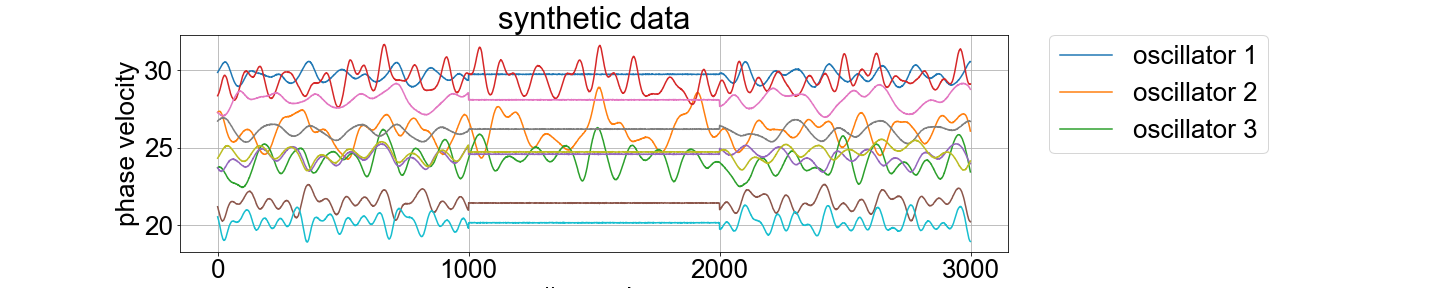 synthetic data
phase velocity
30
25
20
0 1000 2000 3000
oscillator 1
oscillator 2
oscillator 3